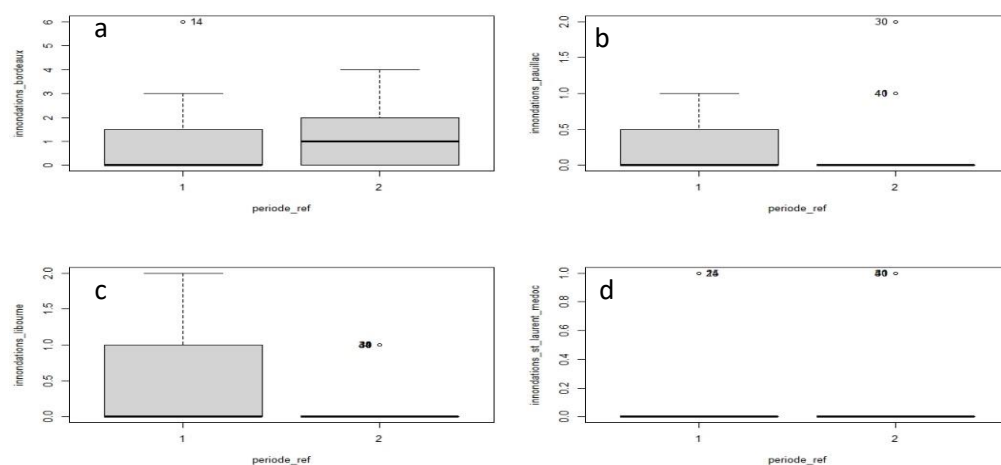 a
innondations_bordeaux
6
5
4
3
2
1
0
14
1
2
periode_ref
b
innondations_pauillac
2.0
1.5
1.0
0.5
0.0
30
1
2
periode_ref
c
innondations_libourne
2.0
1.5
1.0
0.5
0.0
1
2
periode_ref
d
innondations_st_laurent_medoc
1.0
0.8
0.6
0.4
0.2
0.0
1
2
periode_ref